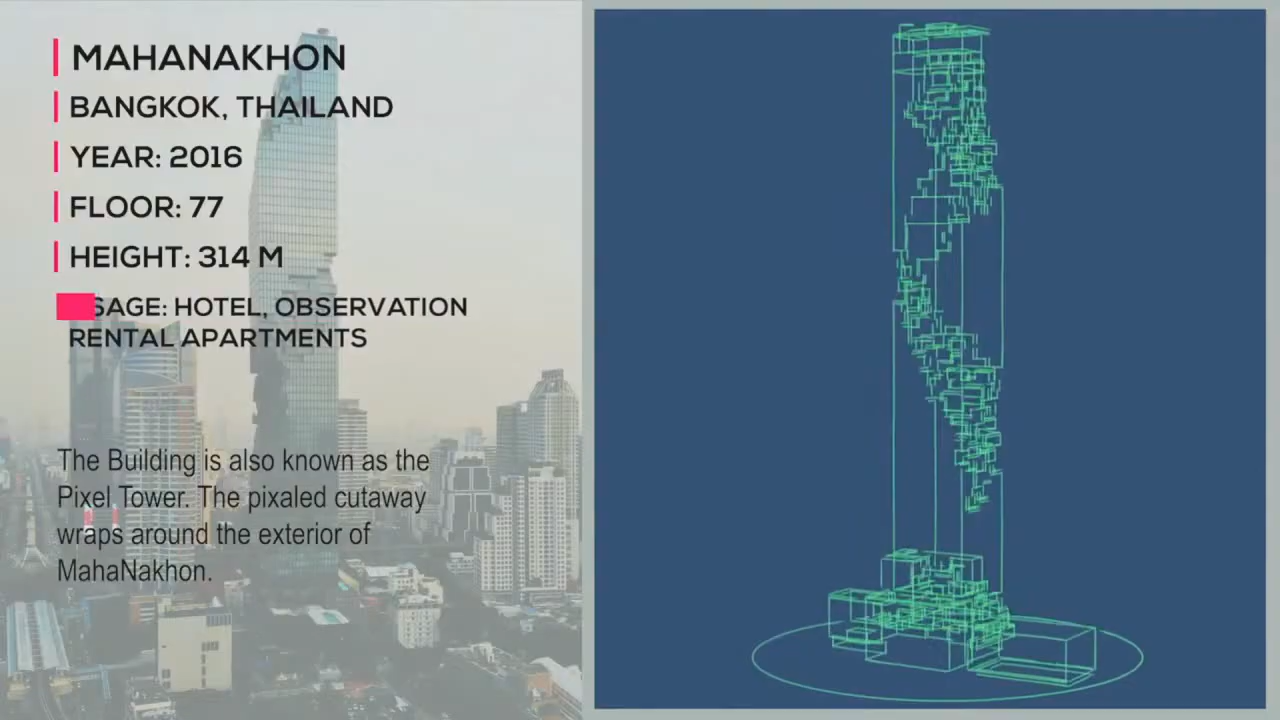 MAHANAKHON
BANGKOK, THAILAND
YEAR: 2016
FLOOR: 77
HEIGHT: 314 M
SAGE: HOTEL, OBSERVATION
RENTAL APARTMENTS
The Building is also known as the
Pixel Tower. The pixaled cutaway
wraps around the exterior of
MahaNakhon.